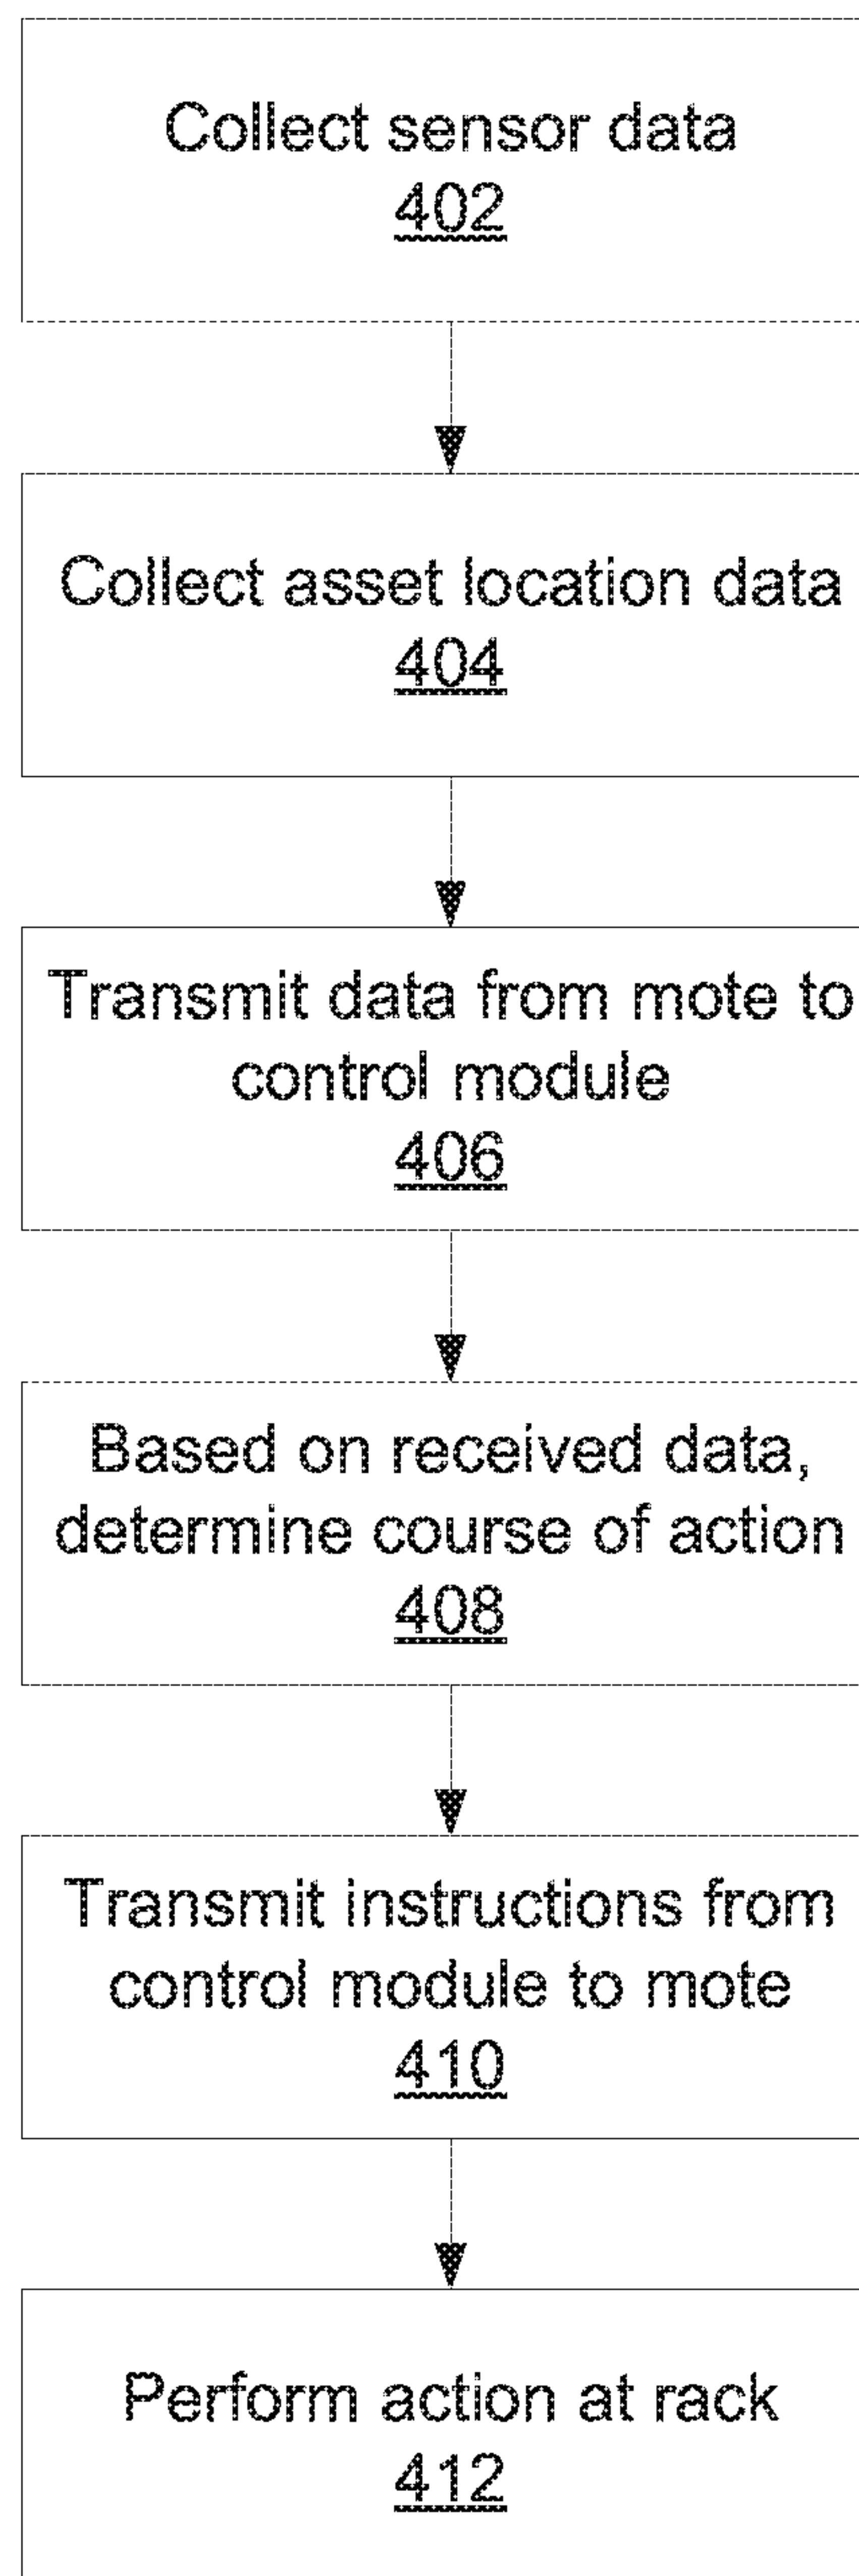 Collect sensor data
402
Collect asset location data
404
Transmit data from mote to
control module
406
Based on received data,
determine course of action
408
Transmit instructions from
control module to mote
410
Perform action at rack
412